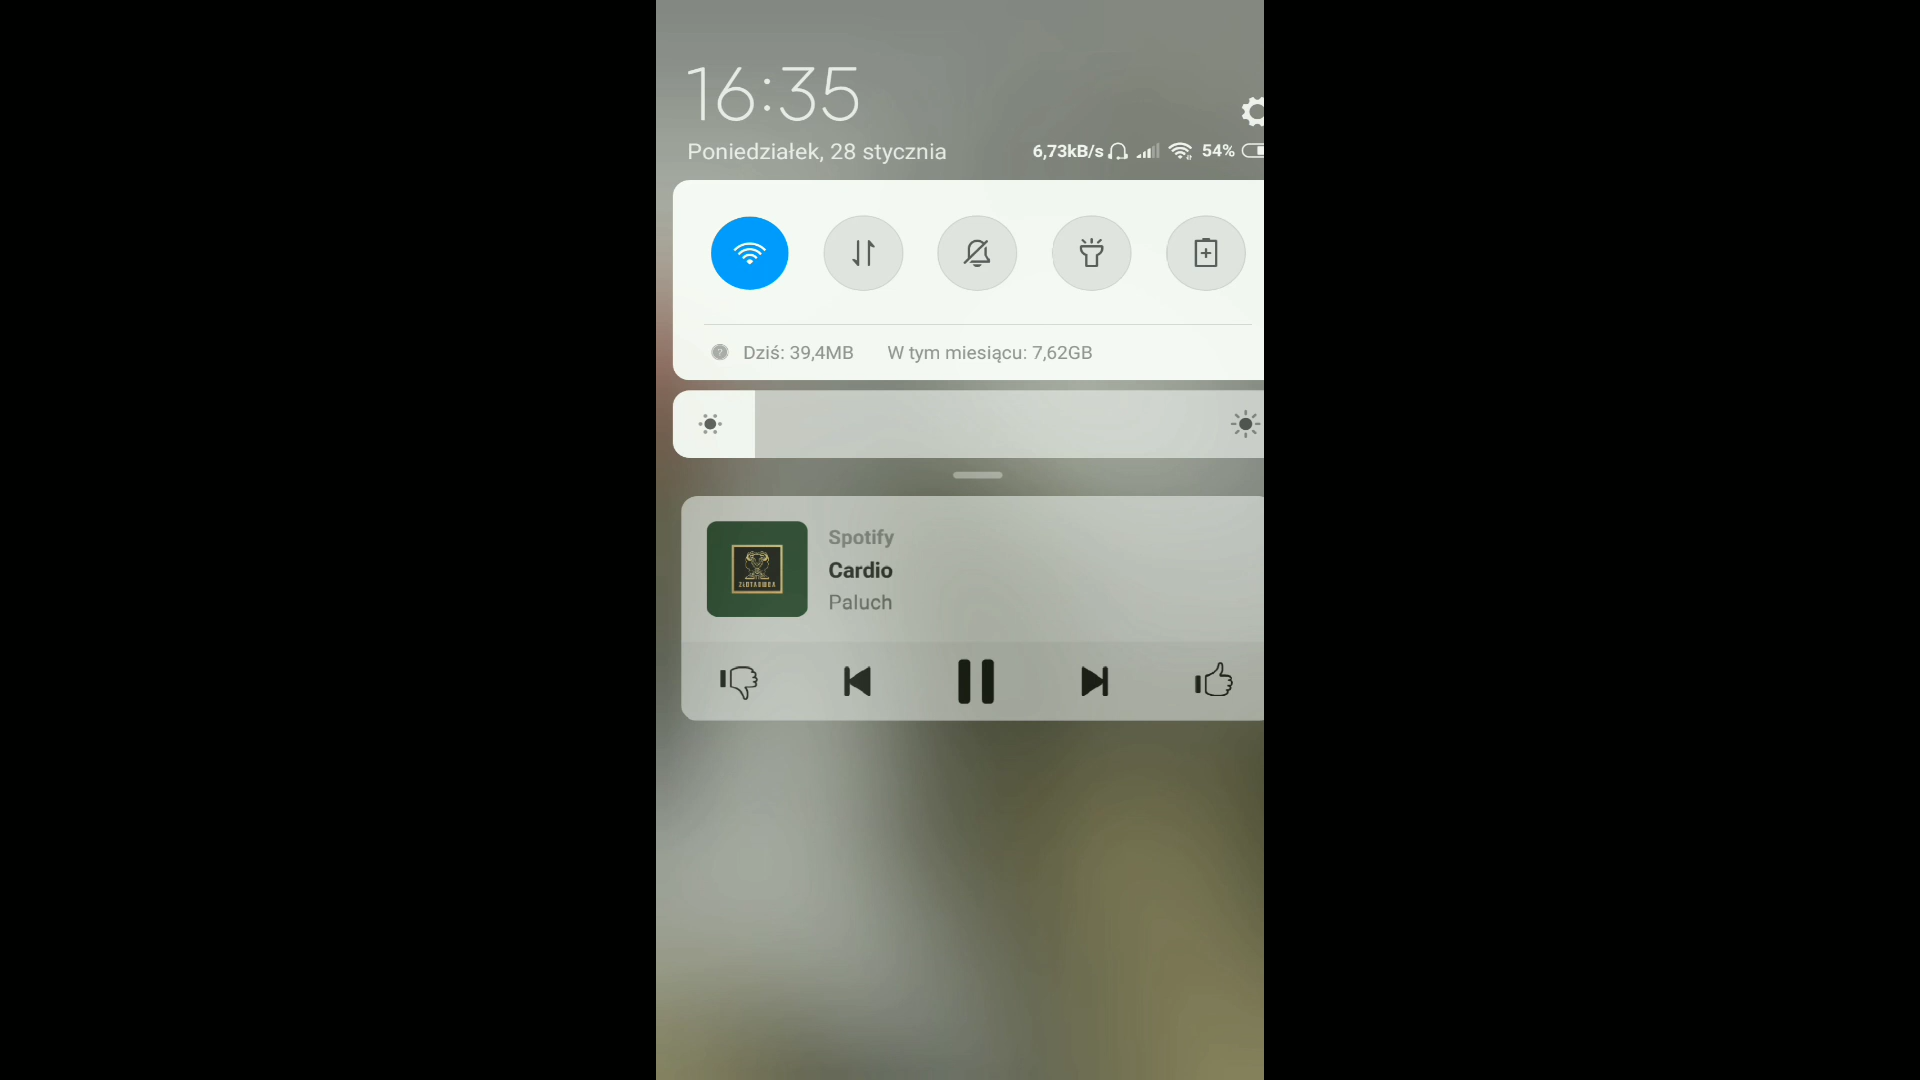 16:35
Poniedziałek, 28 stycznia
6,73kB/s 54%
Dziś: 39,4MB W tym miesiącu: 7,62GB
Spotify
Cardio
Paluch